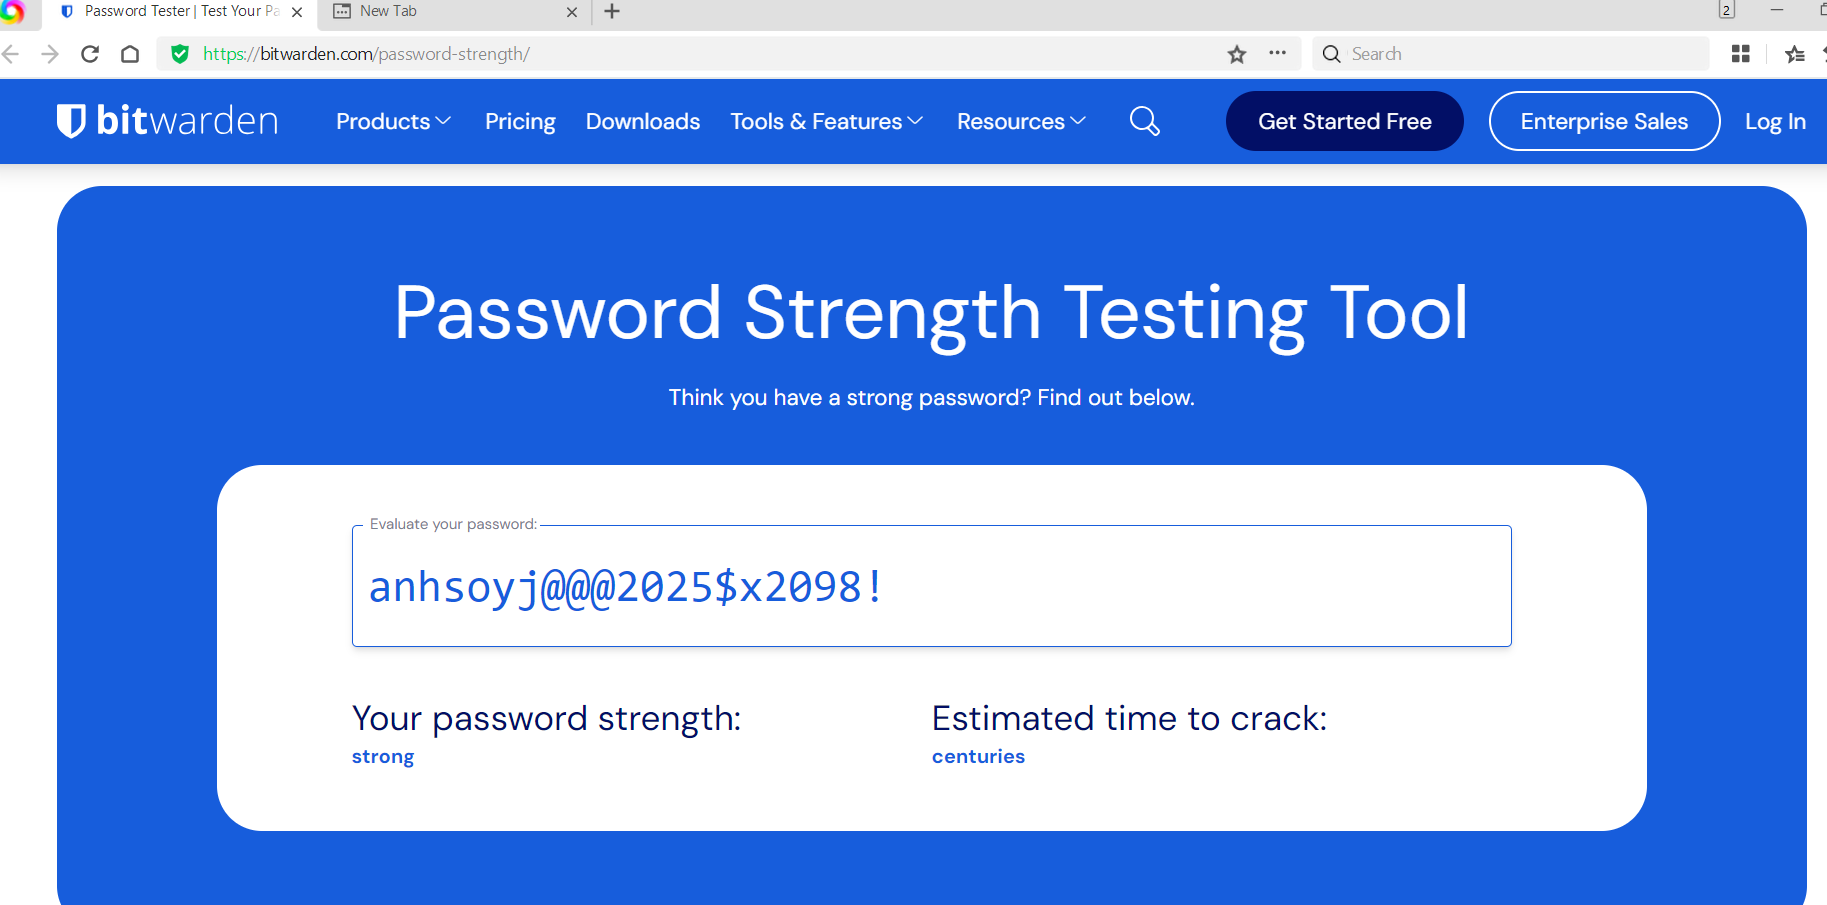 Password Tester | Test Your Pa
New Tab
2
https://bitwarden.com/password-strength/
Search
bitwarden
Products
Pricing
Downloads
Tools & Features
Resources
Get Started Free
Enterprise Sales
Log In
Password Strength Testing Tool
Think you have a strong password? Find out below.
Evaluate your password:
anhsoyj@@@2025$x2098!
Your password strength:
strong
Estimated time to crack:
centuries